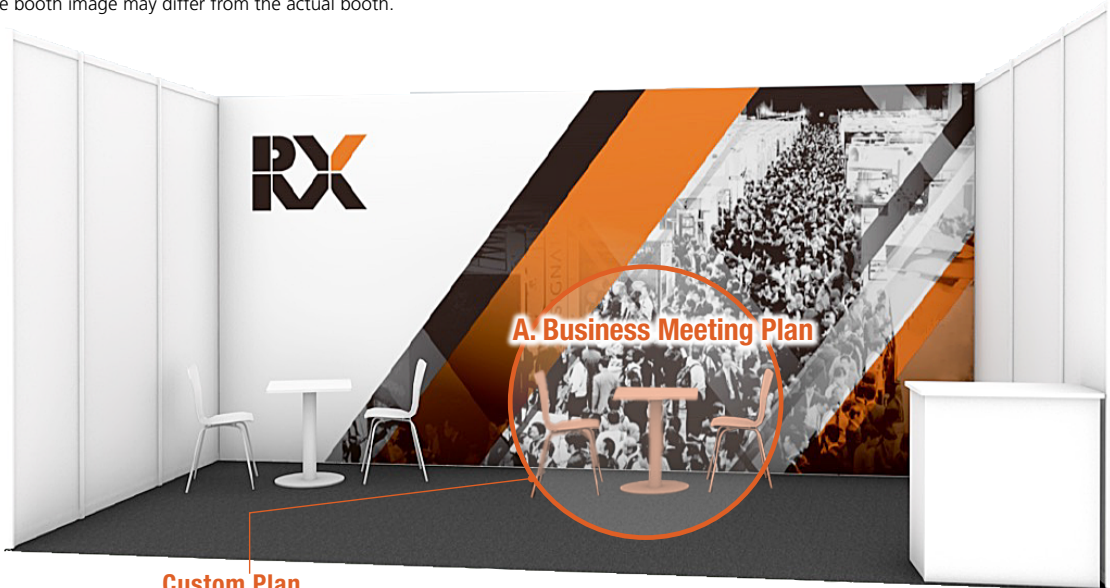 e booth image may differ from the actual booth.
RX
A. Business Meeting Plan
Custom Plan